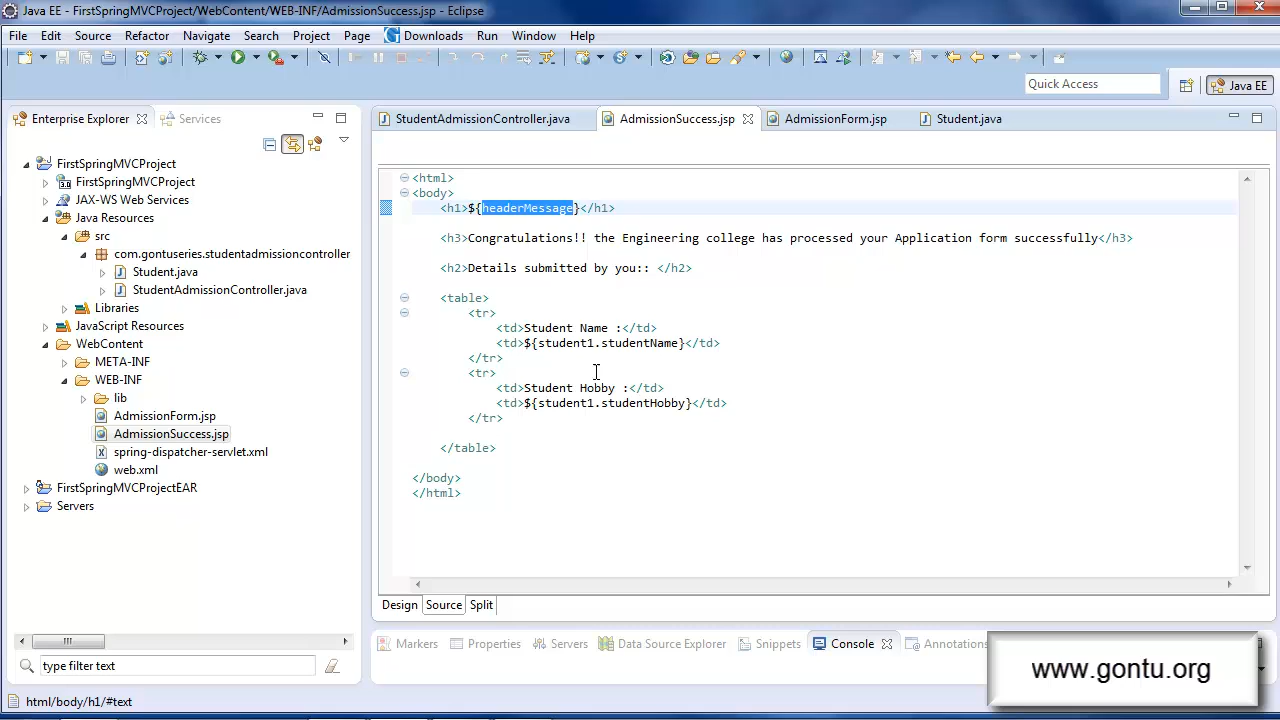 Java EE - FirstSpringMVCProject/WebContent/WEB-INF/AdmissionSuccess.jsp - Eclipse
File Edit Source Refactor Navigate Search Project Page Downloads Run Window Help
Quick Access
Java EE
Enterprise Explorer
Services
FirstSpringMVCProject
FirstSpringMVCProject
JAX-WS Web Services
Java Resources
src
com.gontuseries.studentadmissioncontroller
Student.java
StudentAdmissionController.java
Libraries
JavaScript Resources
WebContent
META-INF
WEB-INF
lib
AdmissionForm.jsp
AdmissionSuccess.jsp
spring-dispatcher-servlet.xml
web.xml
FirstSpringMVCProjectEAR
Servers
type filter text
StudentAdmissionController.java
AdmissionSuccess.jsp
AdmissionForm.jsp
Student.java
<html>
<body>
<h1>${headerMessage}</h1>
<h3>Congratulations!! the Engineering college has processed your Application form successfully</h3>
<h2>Details submitted by you:: </h2>
<table>
<tr>
<td>Student Name :</td>
<td>${student1.studentName}</td>
</tr>
<tr>
<td>Student Hobby :</td>
<td>${student1.studentHobby}</td>
</tr>
</table>
</body>
</html>
Design Source Split
Markers Properties Servers Data Source Explorer Snippets Console Annotations
www.gontu.org
html/body/h1/#text